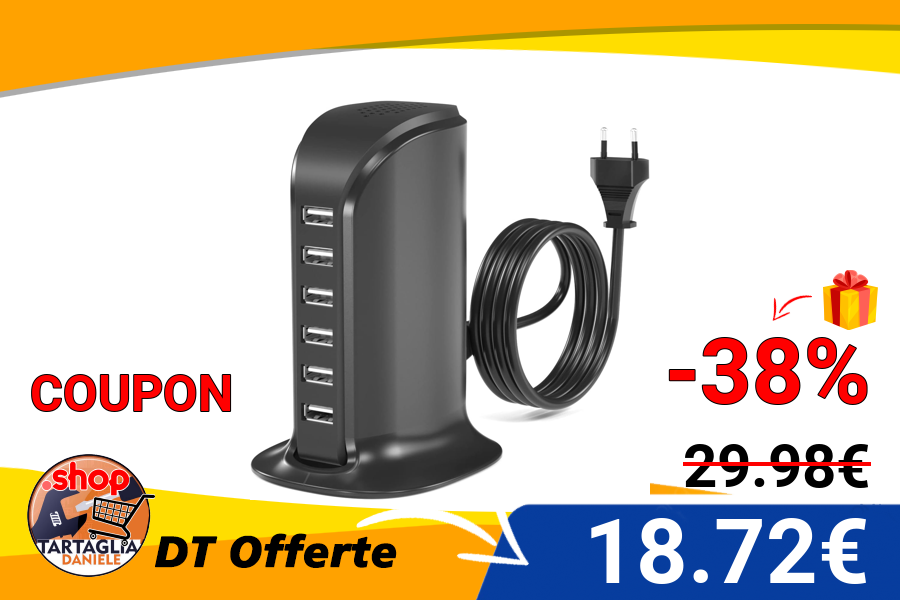 -38%
COUPON
29.98€
.shop
TARTAGLIA
DANIELE
DT Offerte
18.72€